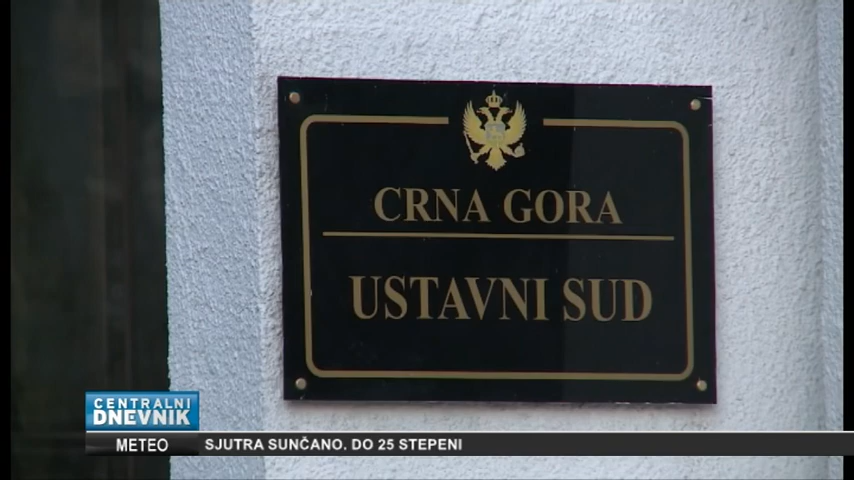 CRNA GORA
USTAVNI SUD
CENTRALNI
DNEVNIK
METEO SJUTRA SUNČANO. DO 25 STEPENI